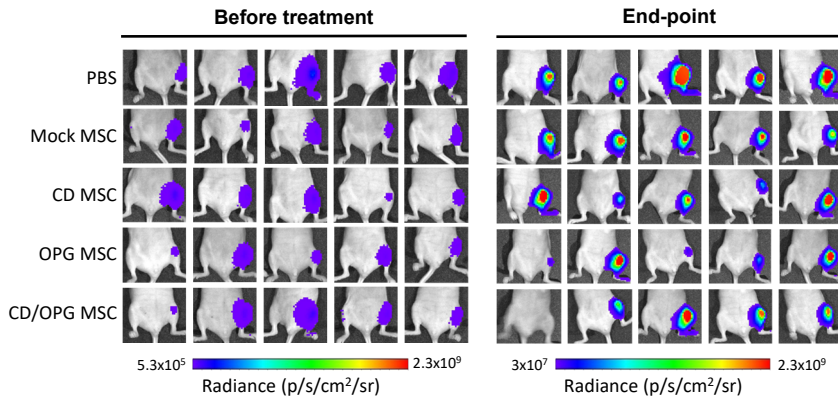 Before treatment
End-point
PBS
Mock MSC
CD MSC
OPG MSC
CD/OPG MSC
5.3x10⁵
2.3x10⁹
Radiance (p/s/cm²/sr)
3x10⁷
2.3x10⁹
Radiance (p/s/cm²/sr)